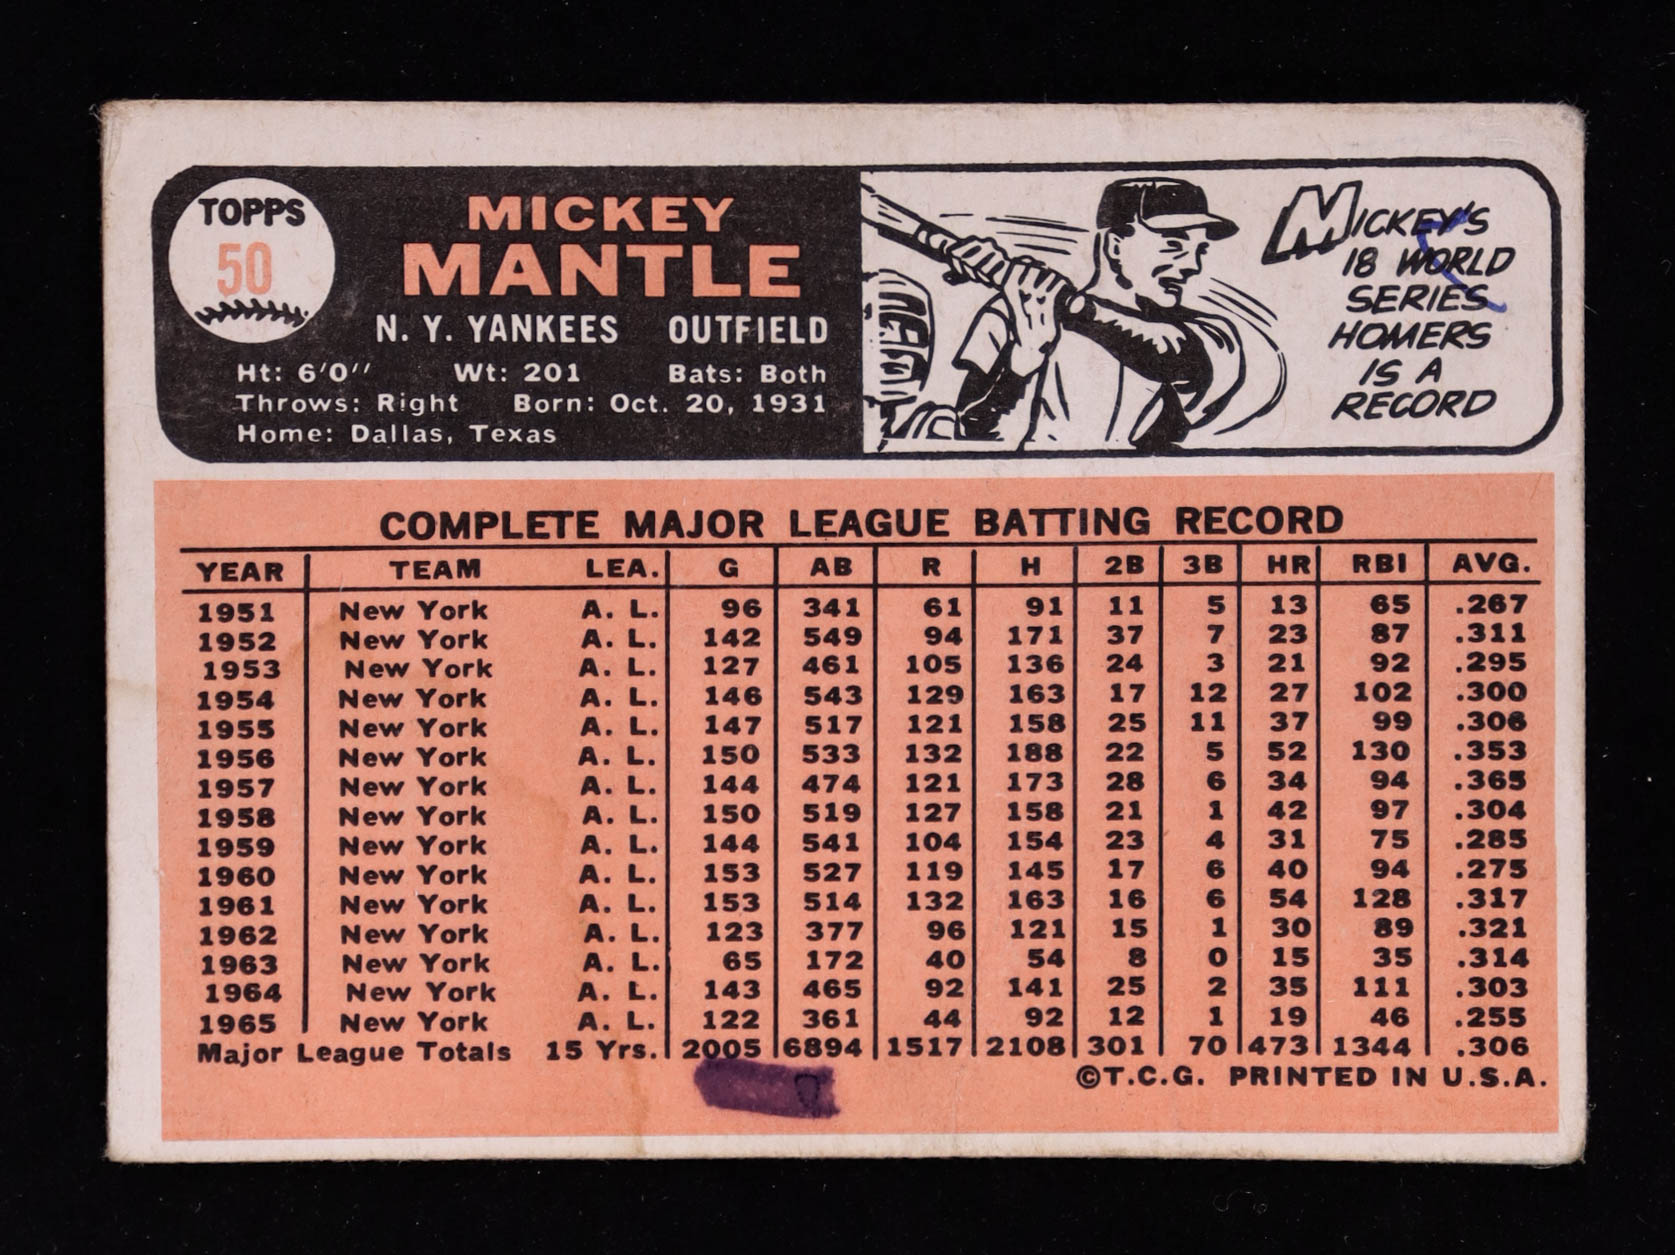 TOPPS
50
MICKEY
MANTLE
N. Y. YANKEES OUTFIELD
Ht: 6'0" Wt: 201 Bats: Both
Throws: Right Born: Oct. 20, 1931
Home: Dallas, Texas
MICKEY'S
18 WORLD
SERIES
HOMERS
IS A
RECORD
COMPLETE MAJOR LEAGUE BATTING RECORD
YEAR TEAM LEA. G AB R H 2B 3B HR RBI AVG.
1951 New York A. L. 96 341 61 91 11 5 13 65 .267
1952 New York A. L. 142 549 94 171 37 7 23 87 .311
1953 New York A. L. 127 461 105 136 24 3 21 92 .295
1954 New York A. L. 146 543 129 163 17 12 27 102 .300
1955 New York A. L. 147 517 121 158 25 11 37 99 .306
1956 New York A. L. 150 533 132 188 22 5 52 130 .353
1957 New York A. L. 144 474 121 173 28 6 34 94 .365
1958 New York A. L. 150 519 127 158 21 1 42 97 .304
1959 New York A. L. 144 541 104 154 23 4 31 75 .285
1960 New York A. L. 153 527 119 145 17 6 40 94 .275
1961 New York A. L. 153 514 132 163 16 6 54 128 .317
1962 New York A. L. 123 377 96 121 15 1 30 89 .321
1963 New York A. L. 65 172 40 54 8 0 15 35 .314
1964 New York A. L. 143 465 92 141 25 2 35 111 .303
1965 New York A. L. 122 361 44 92 12 1 19 46 .255
Major League Totals 15 Yrs. 2005 6894 1517 2108 301 70 473 1344 .306
©T.C.G. PRINTED IN U.S.A.